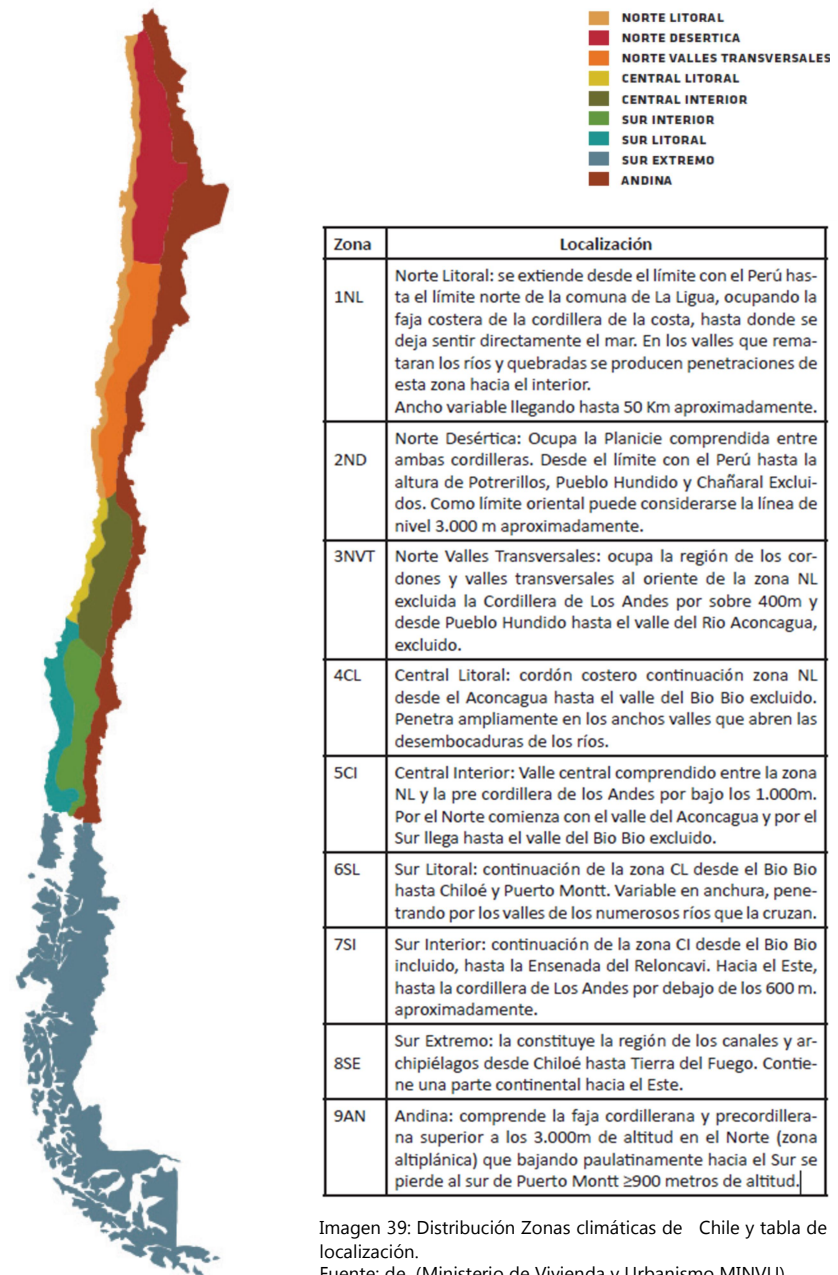 NORTE LITORAL
NORTE DESERTICA
NORTE VALLES TRANSVERSALES
CENTRAL LITORAL
CENTRAL INTERIOR
SUR INTERIOR
SUR LITORAL
SUR EXTREMO
ANDINA
Zona Localización
1NL Norte Litoral: se extiende desde el límite con el Perú has-
ta el límite norte de la comuna de La Ligua, ocupando la
faja costera de la cordillera de la costa, hasta donde se
deja sentir directamente el mar. En los valles que rema-
taran los ríos y quebradas se producen penetraciones de
esta zona hacia el interior.
Ancho variable llegando hasta 50 Km aproximadamente.
2ND Norte Desértica: Ocupa la Planicie comprendida entre
ambas cordilleras. Desde el límite con el Perú hasta la
altura de Potrerillos, Pueblo Hundido y Chañaral Exclui-
dos. Como límite oriental puede considerarse la línea de
nivel 3.000 m aproximadamente.
3NVT Norte Valles Transversales: ocupa la región de los cor-
dones y valles transversales al oriente de la zona NL
excluida la Cordillera de Los Andes por sobre 400m y
desde Pueblo Hundido hasta el valle del Rio Aconcagua,
excluido.
4CL Central Litoral: cordón costero continuación zona NL
desde el Aconcagua hasta el valle del Bio Bio excluido.
Penetra ampliamente en los anchos valles que abren las
desembocaduras de los ríos.
5CI Central Interior: Valle central comprendido entre la zona
NL y la pre cordillera de los Andes por bajo los 1.000m.
Por el Norte comienza con el valle del Aconcagua y por el
Sur llega hasta el valle del Bio Bio excluido.
6SL Sur Litoral: continuación de la zona CL desde el Bio Bio
hasta Chiloé y Puerto Montt. Variable en anchura, pene-
trando por los valles de los numerosos ríos que la cruzan.
7SI Sur Interior: continuación de la zona CI desde el Bio Bio
incluido, hasta la Ensenada del Reloncavi. Hacia el Este,
hasta la cordillera de Los Andes por debajo de los 600 m.
aproximadamente.
8SE Sur Extremo: la constituye la región de los canales y ar-
chipiélagos desde Chiloé hasta Tierra del Fuego. Contie-
ne una parte continental hacia el Este.
9AN Andina: comprende la faja cordillerana y precordillera-
na superior a los 3.000m de altitud en el Norte (zona
altiplánica) que bajando paulatinamente hacia el Sur se
pierde al sur de Puerto Montt ≥900 metros de altitud.
Imagen 39: Distribución Zonas climáticas de Chile y tabla de
localización.
Fuente: de (Ministerio de Vivienda y Urbanismo MINVU)